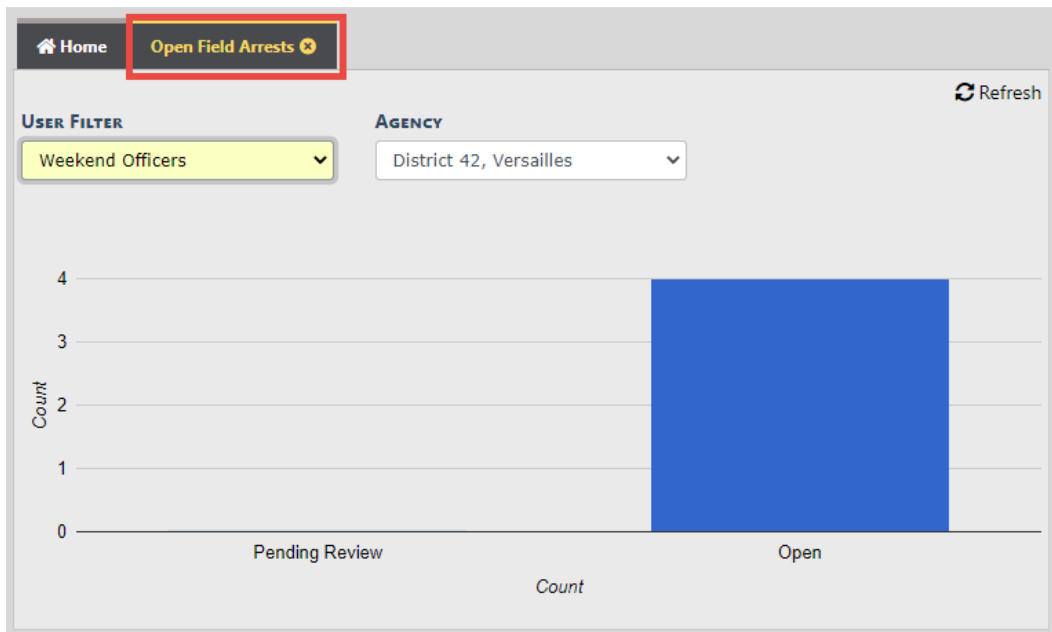 Home
Open Field Arrests
Refresh
USER FILTER
AGENCY
Weekend Officers
District 42, Versailles
4
3
2
1
0
Count
Pending Review
Open
Count